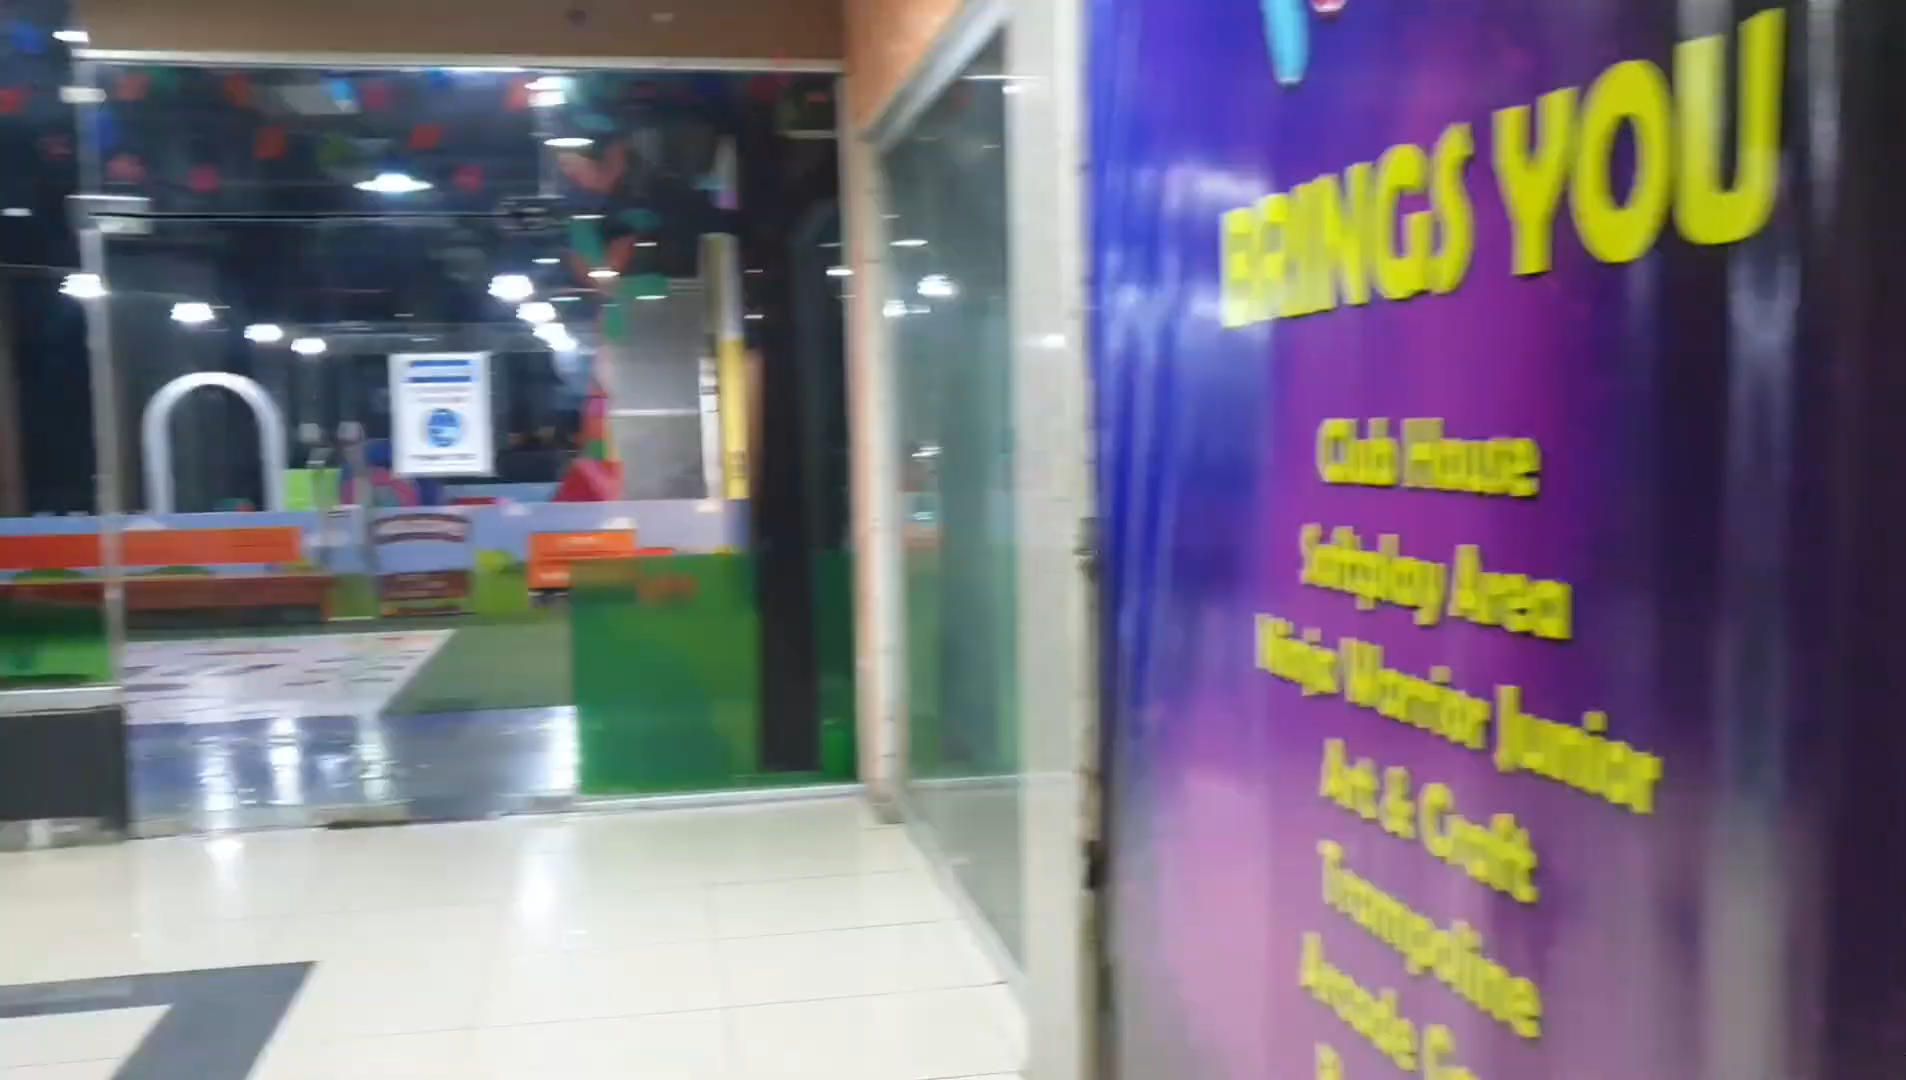 BRINGS YOU
Club House
Softplay Area
Ninja Warrior Junior
Art & Craft
Trampoline
Arcade